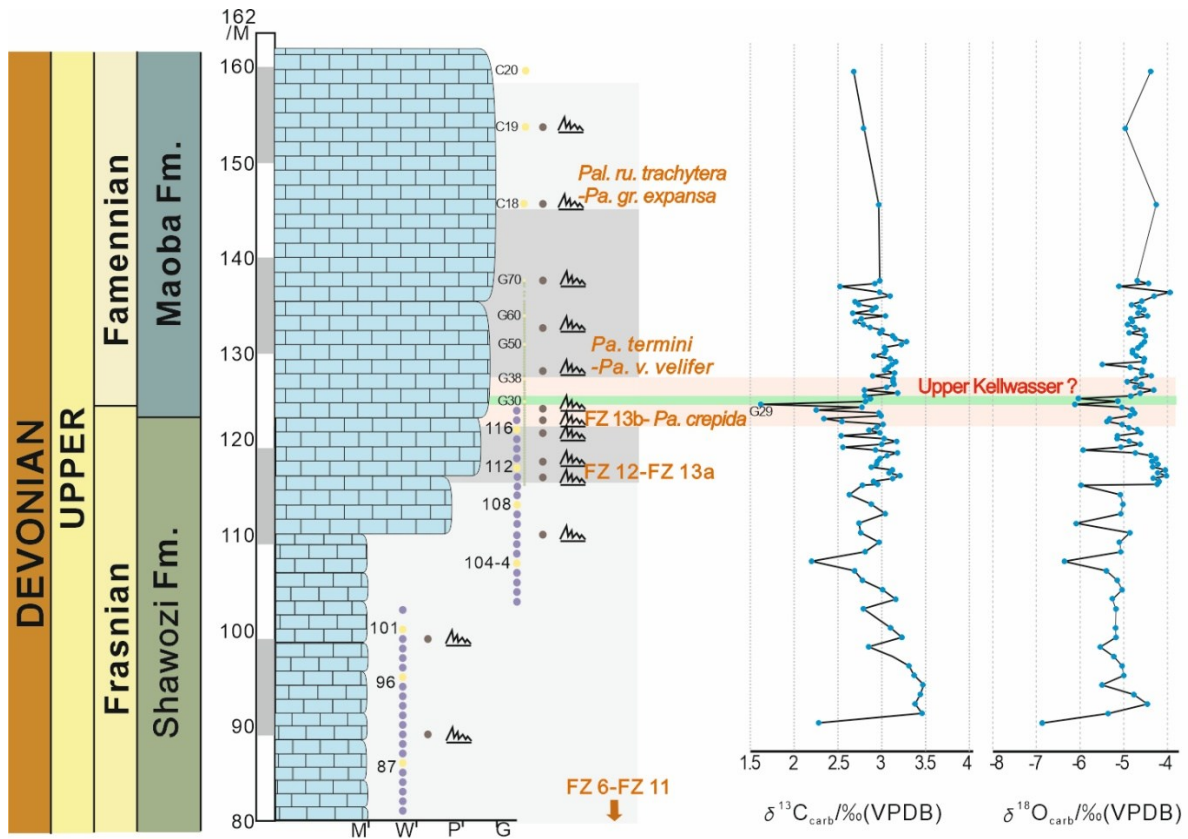 162
/M
DEVONIAN
UPPER
Famennian
Frasnian
Maoba Fm.
Shawozi Fm.
160
150
140
130
120
110
100
90
80
M W P G
C20
C19
C18
G70
G60
G50
G38
G30
116
112
108
104-4
101
96
87
Pal. ru. trachytera
-Pa. gr. expansa
Pa. termini
-Pa. v. velifer
FZ 13b- Pa. crepida
FZ 12-FZ 13a
FZ 6-FZ 11
Upper Kellwasser ?
G29
1.5 2 2.5 3 3.5 4
δ¹³Ccarb/‰(VPDB)
-8 -7 -6 -5 -4
δ¹⁸Ocarb/‰(VPDB)